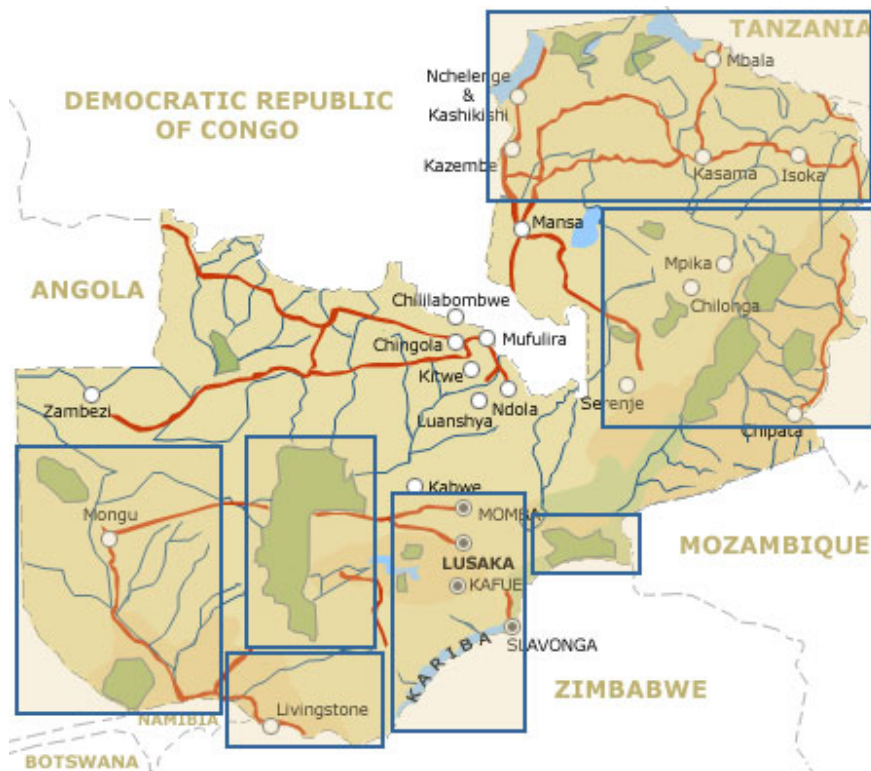 TANZANIA
Mbala
Nchelenge
&
Kashikishi
DEMOCRATIC REPUBLIC
OF CONGO
Kazembe
Kasama
Isoka
Mansa
Mpika
ANGOLA
Chilonga
Chililabombwe
Chingola
Mufulira
Kitwe
Serenje
Zambezi
Luanshya
Ndola
Chipata
Kabwe
Mongu
MOMBA
LUSAKA
MOZAMBIQUE
KAFUE
KARIBA
SLAVONGA
ZIMBABWE
Livingstone
NAMIBIA
BOTSWANA